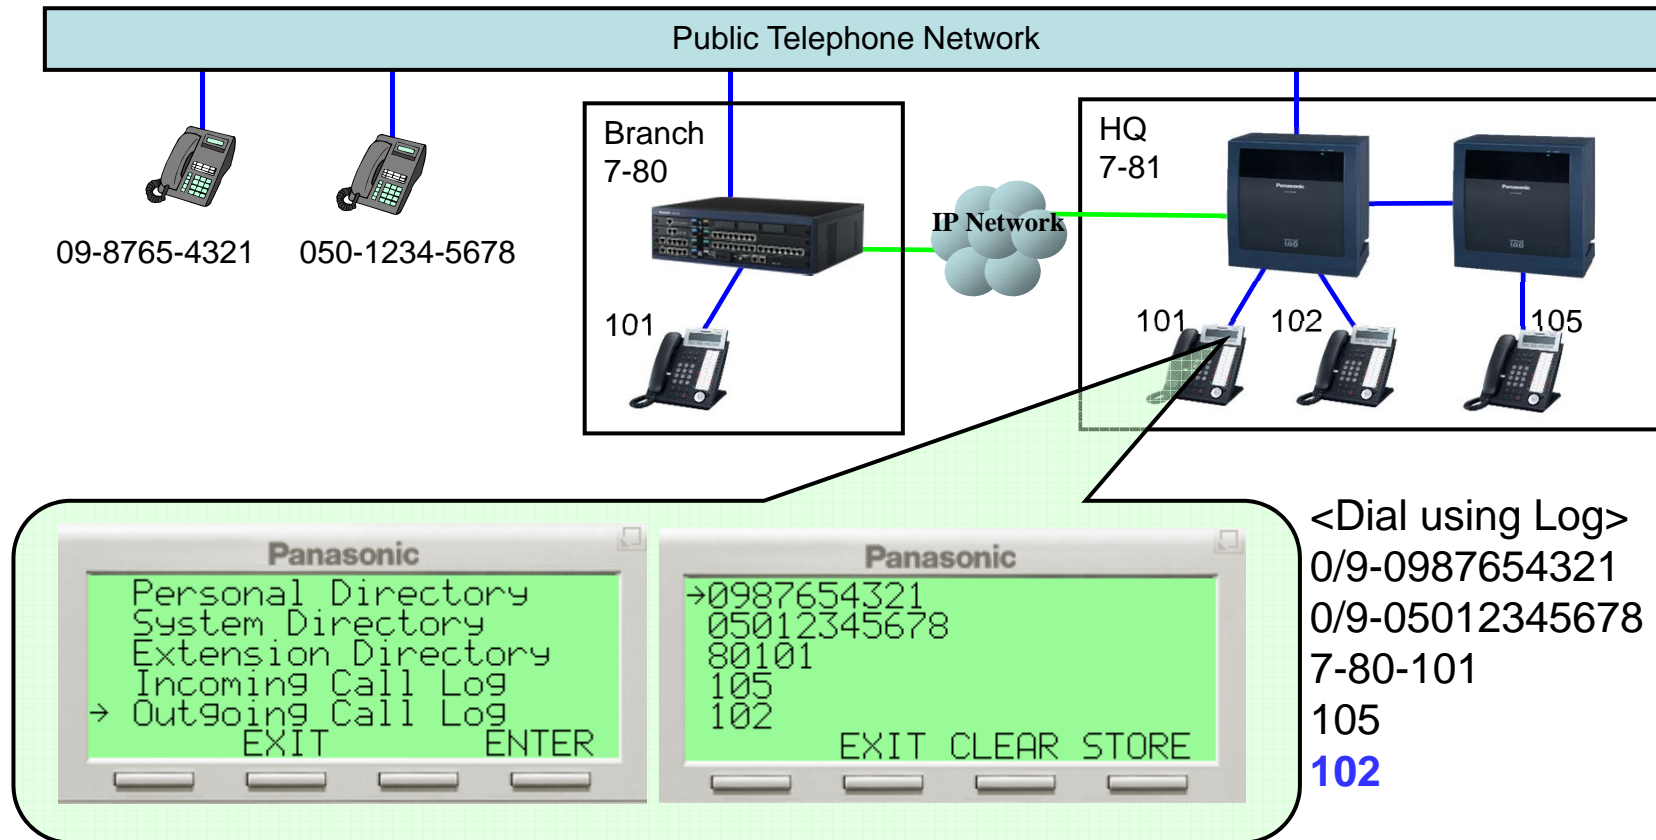 Public Telephone Network
Branch
7-80
HQ
7-81
IP Network
09-8765-4321
050-1234-5678
101
101
102
105
Panasonic
Panasonic
Panasonic
Personal Directory
System Directory
Extension Directory
Incoming Call Log
→ Outgoing Call Log
EXIT ENTER
Panasonic
→0987654321
05012345678
80101
105
102
EXIT CLEAR STORE
<Dial using Log>
0/9-0987654321
0/9-05012345678
7-80-101
105
102